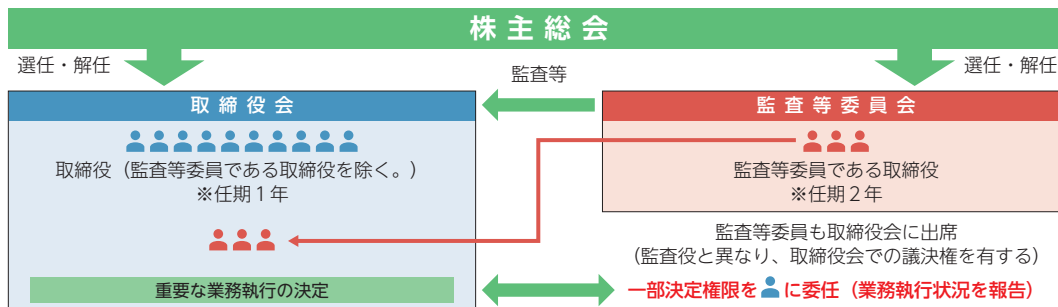 株主総会
選任・解任
監査等
選任・解任
取締役会
監査等委員会
取締役（監査等委員である取締役を除く。）
※任期１年
監査等委員である取締役
※任期２年
監査等委員も取締役会に出席
（監査役と異なり、取締役会での議決権を有する）
重要な業務執行の決定
一部決定権限を に委任（業務執行状況を報告）